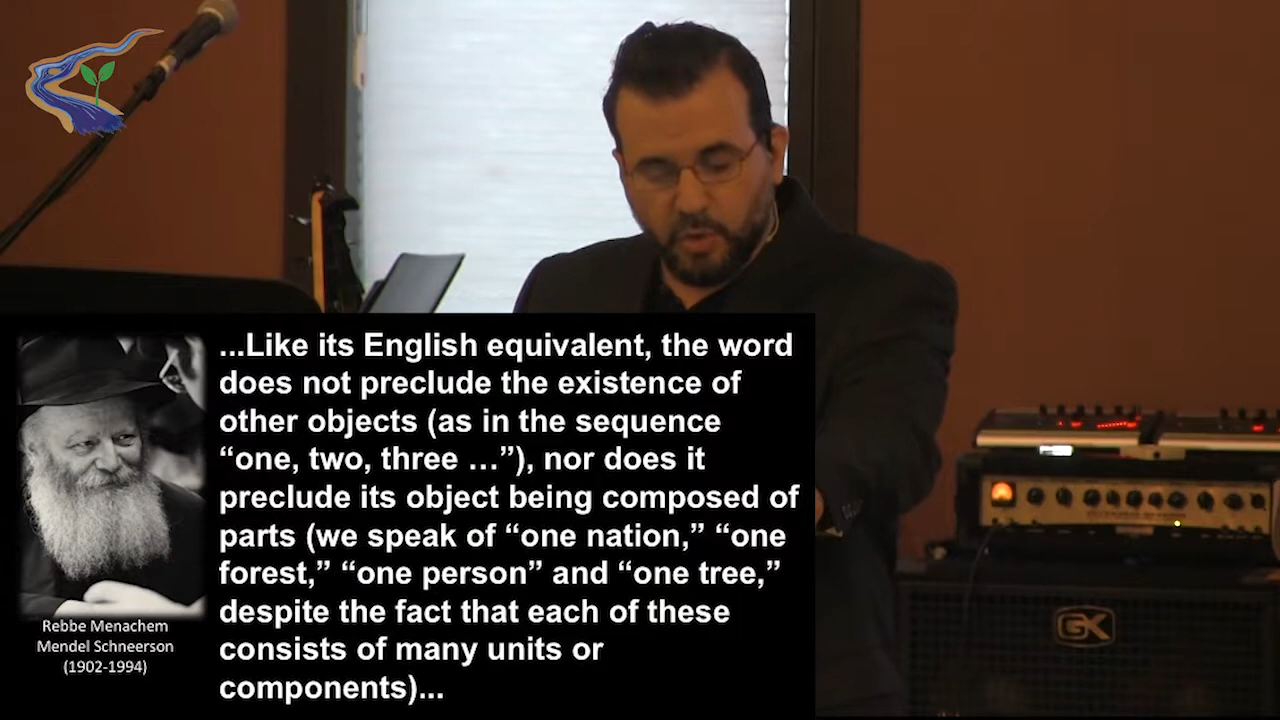 ...Like its English equivalent, the word
does not preclude the existence of
other objects (as in the sequence
“one, two, three …”), nor does it
preclude its object being composed of
parts (we speak of “one nation,” “one
forest,” “one person” and “one tree,”
despite the fact that each of these
consists of many units or
components)...
Rebbe Menachem
Mendel Schneerson
(1902-1994)
GK